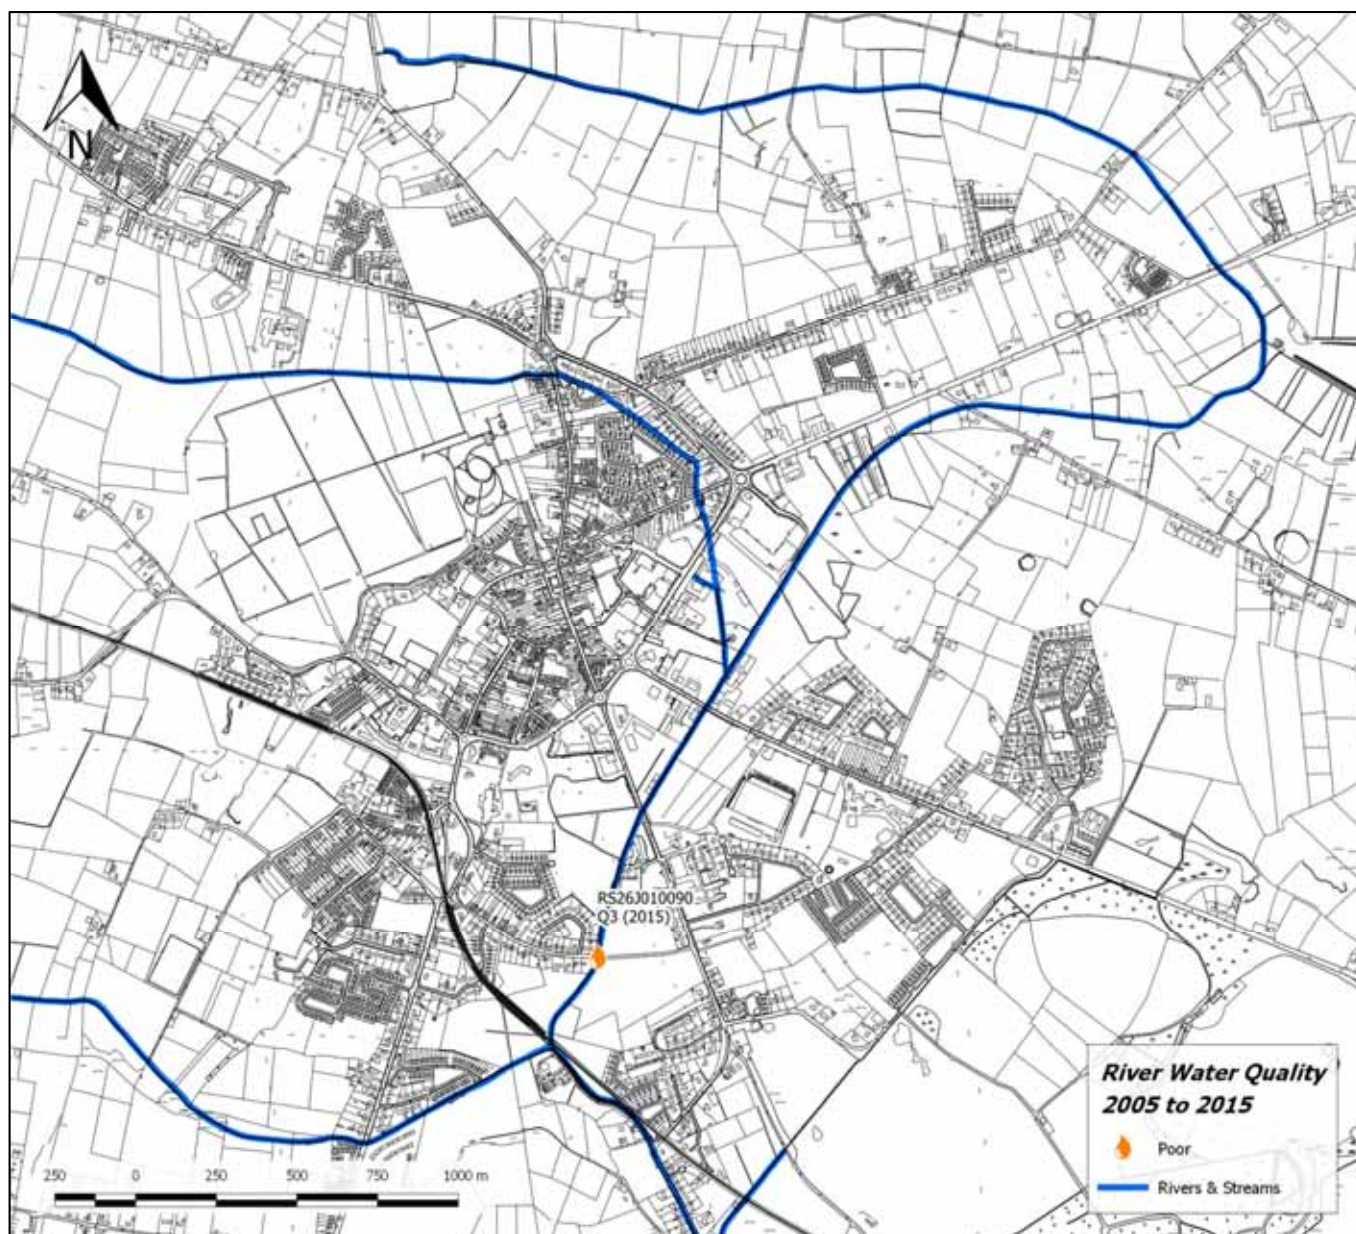 N
RS26J010090
Q3 (2015)
River Water Quality
2005 to 2015
Poor
Rivers & Streams
250 0 250 500 750 1000 m